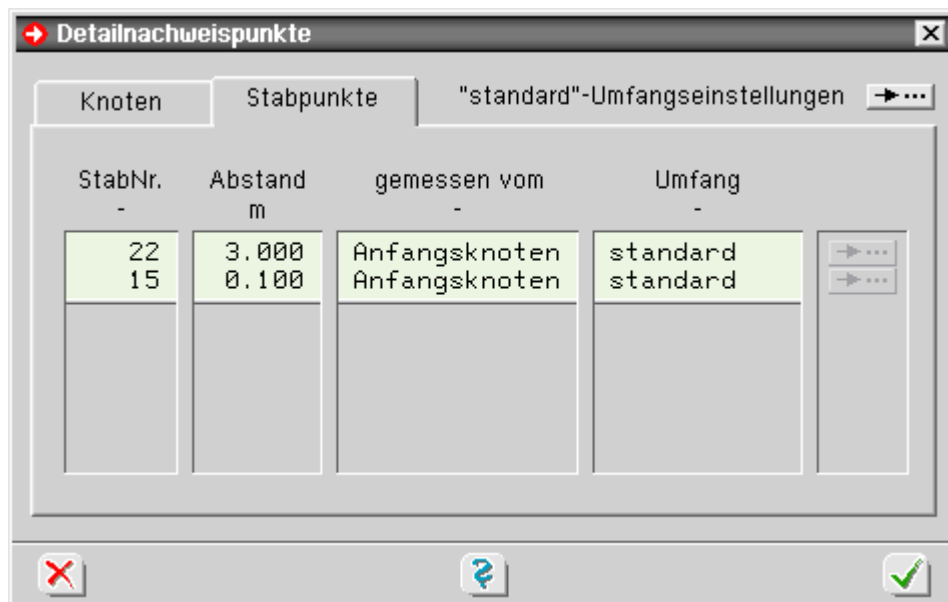 Detailnachweispunkte
Knoten Stabpunkte "standard"-Umfangseinstellungen
StabNr. Abstand gemessen vom Umfang
- m - -
22 3.000 Anfangsknoten standard
15 0.100 Anfangsknoten standard